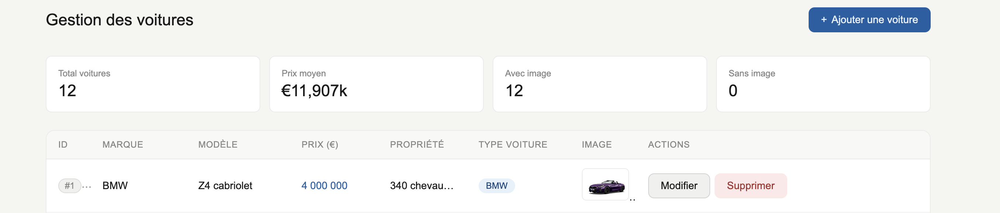 Gestion des voitures
+ Ajouter une voiture
Total voitures
12
Prix moyen
€11,907k
Avec image
12
Sans image
0
ID MARQUE MODÈLE PRIX (€) PROPRIÉTÉ TYPE VOITURE IMAGE ACTIONS
#1... BMW Z4 cabriolet 4 000 000 340 chevau... BMW .. Modifier Supprimer